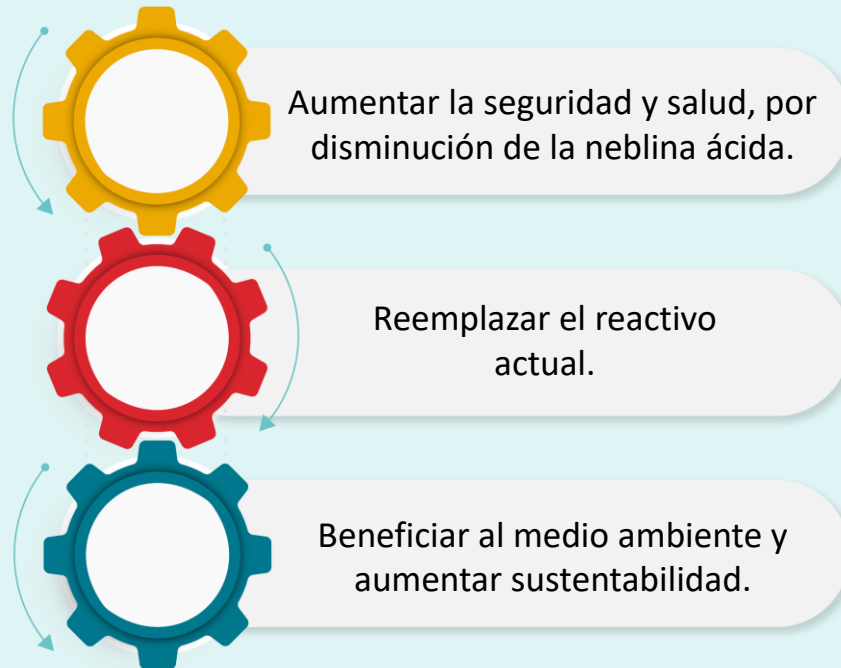 Aumentar la seguridad y salud, por
disminución de la neblina ácida.
Reemplazar el reactivo
actual.
Beneficiar al medio ambiente y
aumentar sustentabilidad.